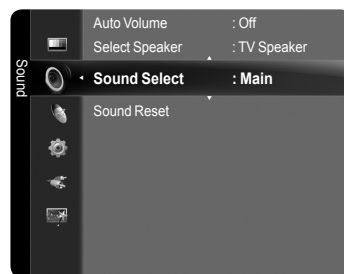 Sound
Auto Volume : Off
Select Speaker : TV Speaker
Sound Select : Main
Sound Reset